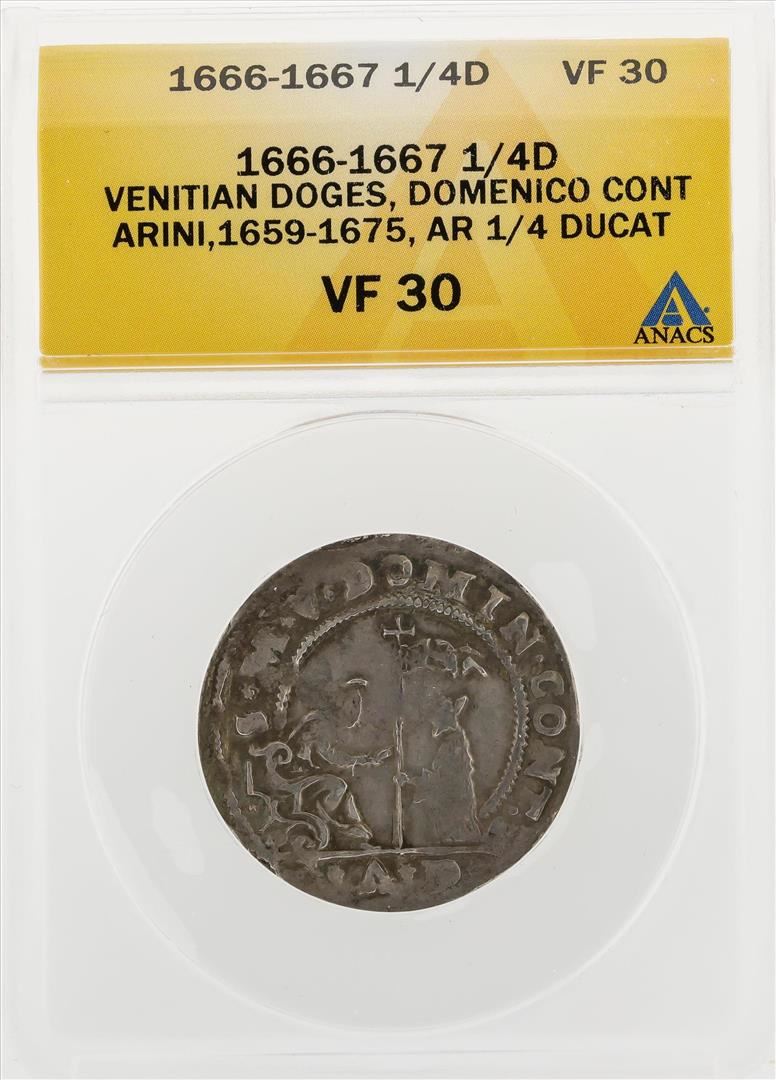 1666-1667 1/4D VF 30
1666-1667 1/4D
VENITIAN DOGES, DOMENICO CONT
ARINI,1659-1675, AR 1/4 DUCAT
VF 30
ANACS
S·M·V·DOMIN·CONT·
·A·D